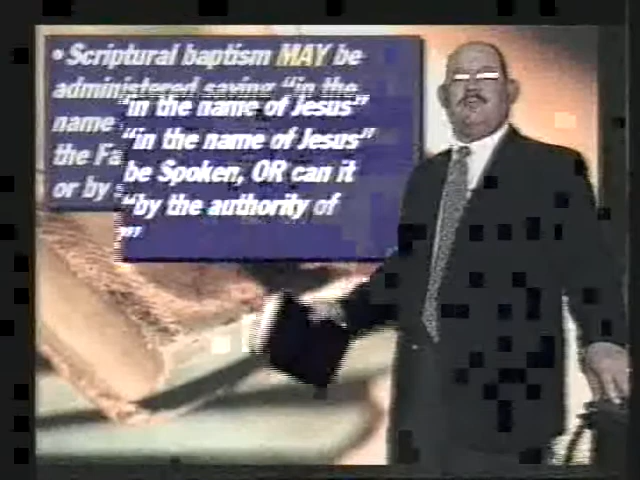 • Scriptural baptism MAY be
administered saying "in the
name
the Fa
or by
"in the name of Jesus"
"in the name of Jesus"
be Spoken, OR can it
"by the authority of
"